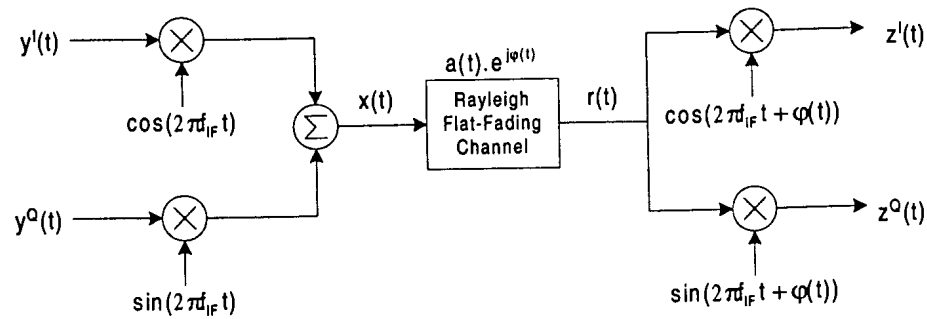 y^I(t)
cos(2πf_IF t)
y^Q(t)
sin(2πf_IF t)
Σ
x(t)
a(t).e^jφ(t)
Rayleigh
Flat-Fading
Channel
r(t)
z^I(t)
cos(2πf_IF t + φ(t))
z^Q(t)
sin(2πf_IF t + φ(t))